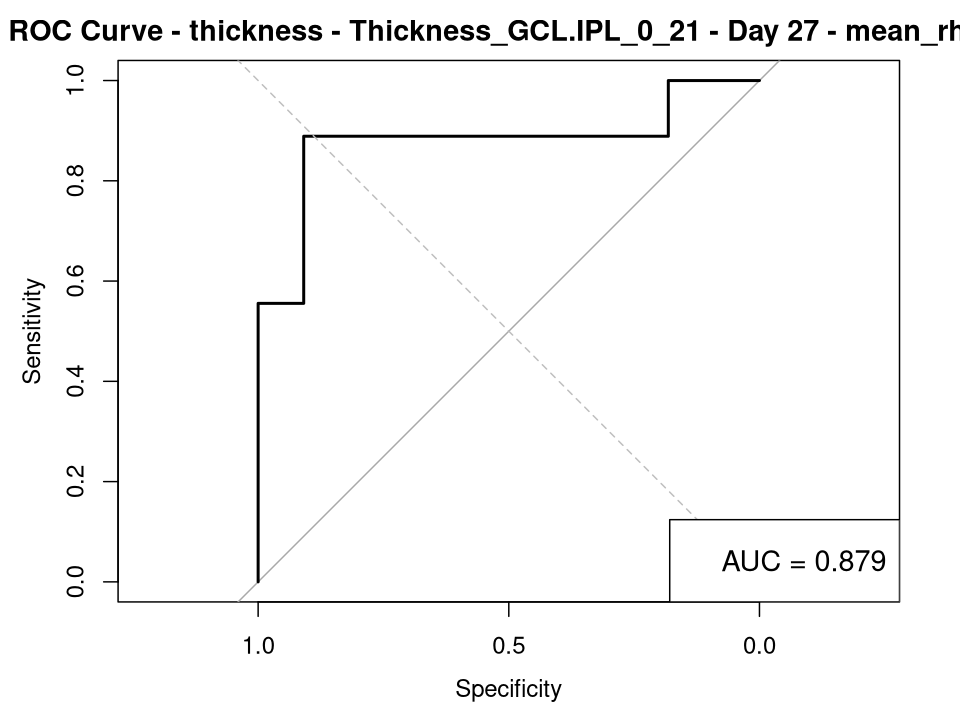 ROC Curve - thickness - Thickness_GCL.IPL_0_21 - Day 27 - mean_rh
1.0
0.8
0.6
0.4
0.2
0.0
Sensitivity
AUC = 0.879
1.0 0.5 0.0
Specificity